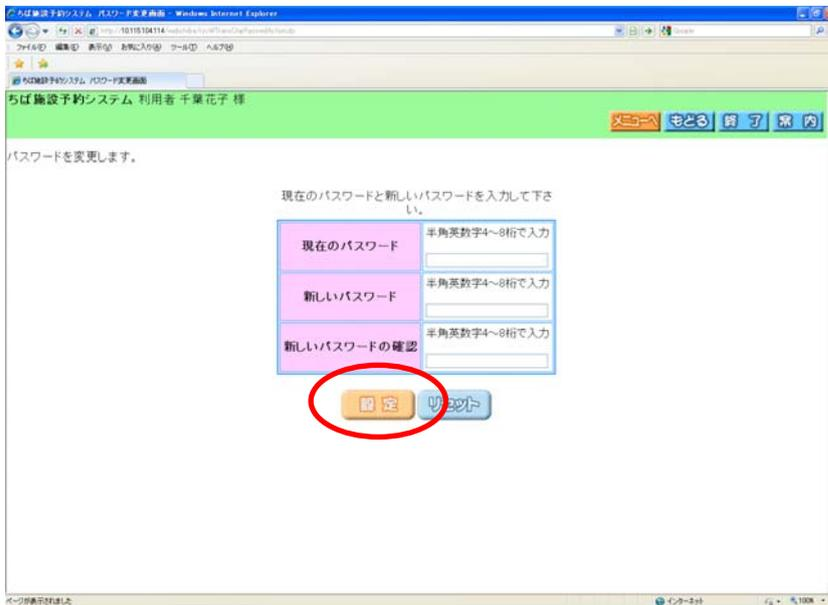 ちば施設予約システム パスワード変更画面 - Windows Internet Explorer
10.115.104.114
Google
ファイル(F) 編集(E) 表示(V) お気に入り(A) ツール(T) ヘルプ(H)
ちば施設予約システム パスワード変更画面
ちば施設予約システム 利用者 千葉花子 様
メニューへ もどる 終了 案内
パスワードを変更します。
現在のパスワードと新しいパスワードを入力して下さ
い。
現在のパスワード
半角英数字4～8桁で入力
新しいパスワード
半角英数字4～8桁で入力
新しいパスワードの確認
半角英数字4～8桁で入力
設定 リセット
ページが表示されました
インターネット
100%